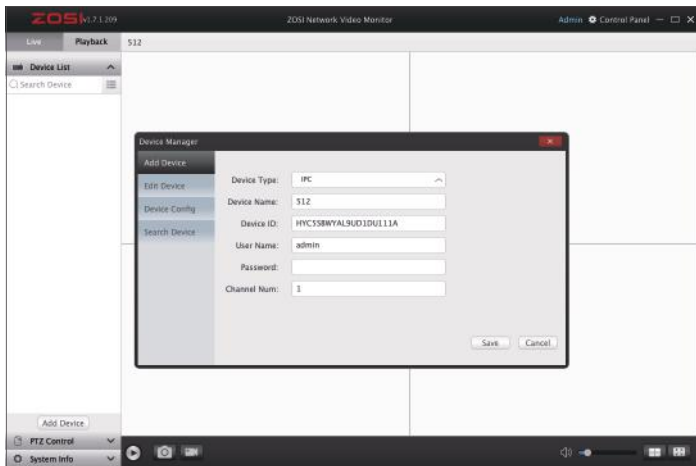 ZOSI v1.7.1.209 ZOSI Network Video Monitor Admin Control Panel
Live Playback 512
Device List
Search Device
Device Manager
Add Device
Edit Device
Device Config
Search Device
Device Type: IPC
Device Name: 512
Device ID: HYC5S8WYAL9UD1DU111A
User Name: admin
Password:
Channel Num: 1
Save Cancel
Add Device
PTZ Control
System Info